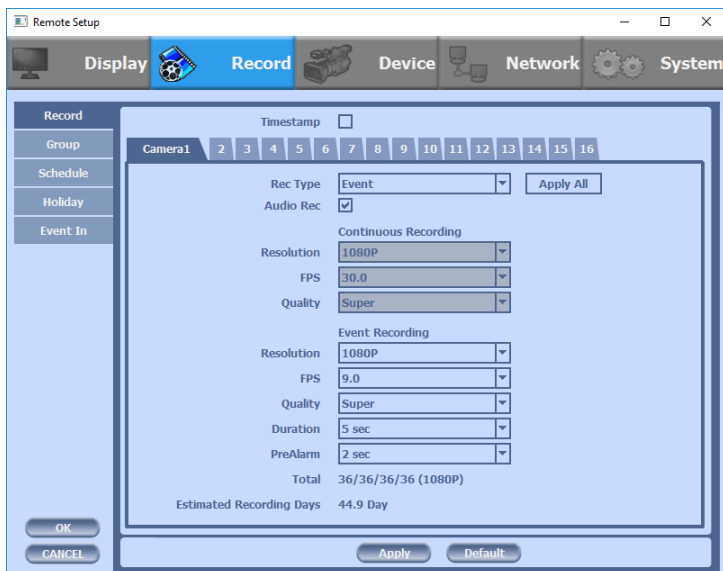 Remote Setup
Display Record Device Network System
Record
Group
Schedule
Holiday
Event In
Timestamp
Camera1 2 3 4 5 6 7 8 9 10 11 12 13 14 15 16
Rec Type Event Apply All
Audio Rec
Continuous Recording
Resolution 1080P
FPS 30.0
Quality Super
Event Recording
Resolution 1080P
FPS 9.0
Quality Super
Duration 5 sec
PreAlarm 2 sec
Total 36/36/36/36 (1080P)
Estimated Recording Days 44.9 Day
OK
CANCEL
Apply Default